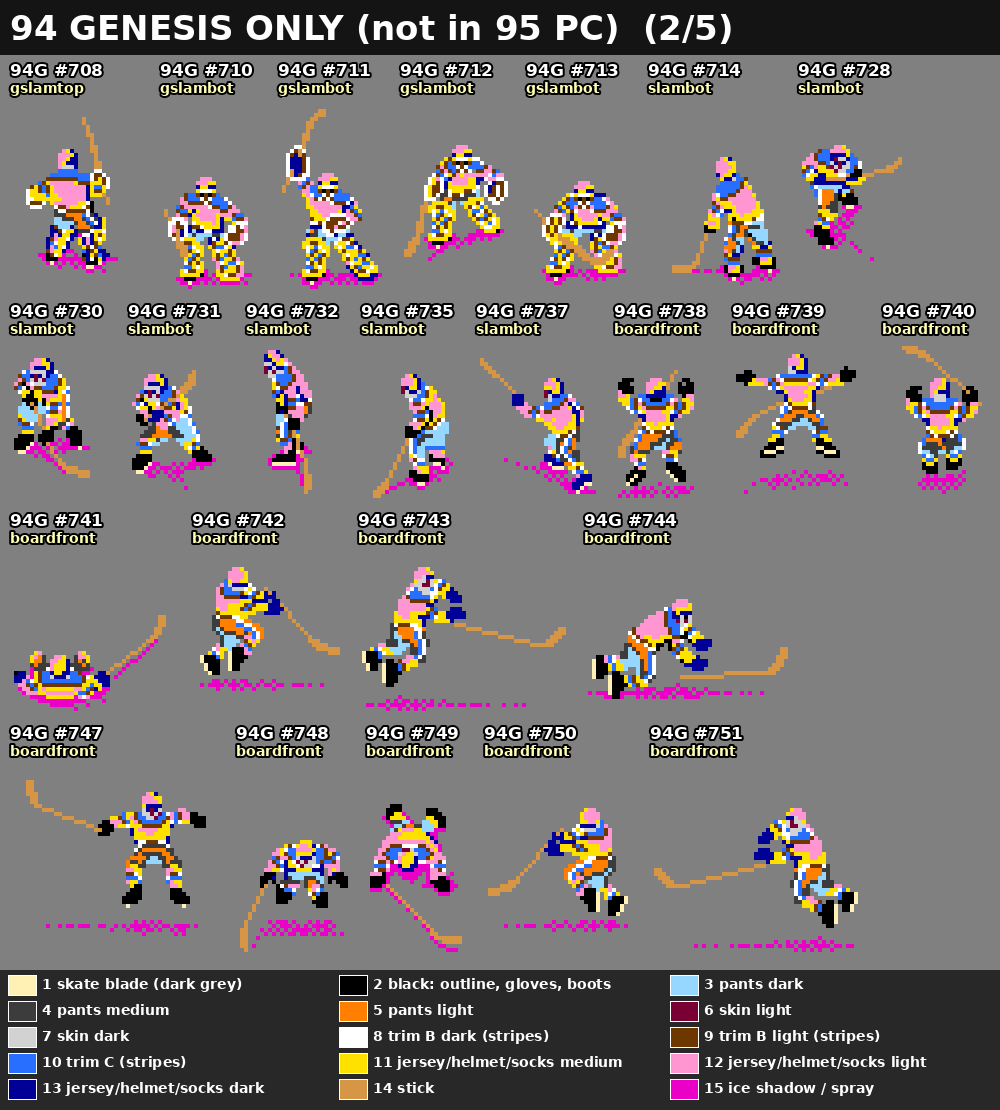 94 GENESIS ONLY (not in 95 PC)  (2/5)
94G #708 94G #710 94G #711 94G #712 94G #713 94G #714 94G #728
gslamtop gslambot gslambot gslambot gslambot slambot slambot
94G #730 94G #731 94G #732 94G #735 94G #737 94G #738 94G #739 94G #740
slambot slambot slambot slambot slambot boardfront boardfront boardfront
94G #741 94G #742 94G #743 94G #744
boardfront boardfront boardfront boardfront
94G #747 94G #748 94G #749 94G #750 94G #751
boardfront boardfront boardfront boardfront boardfront
1 skate blade (dark grey) 2 black: outline, gloves, boots 3 pants dark
4 pants medium 5 pants light 6 skin light
7 skin dark 8 trim B dark (stripes) 9 trim B light (stripes)
10 trim C (stripes) 11 jersey/helmet/socks medium 12 jersey/helmet/socks light
13 jersey/helmet/socks dark 14 stick 15 ice shadow / spray